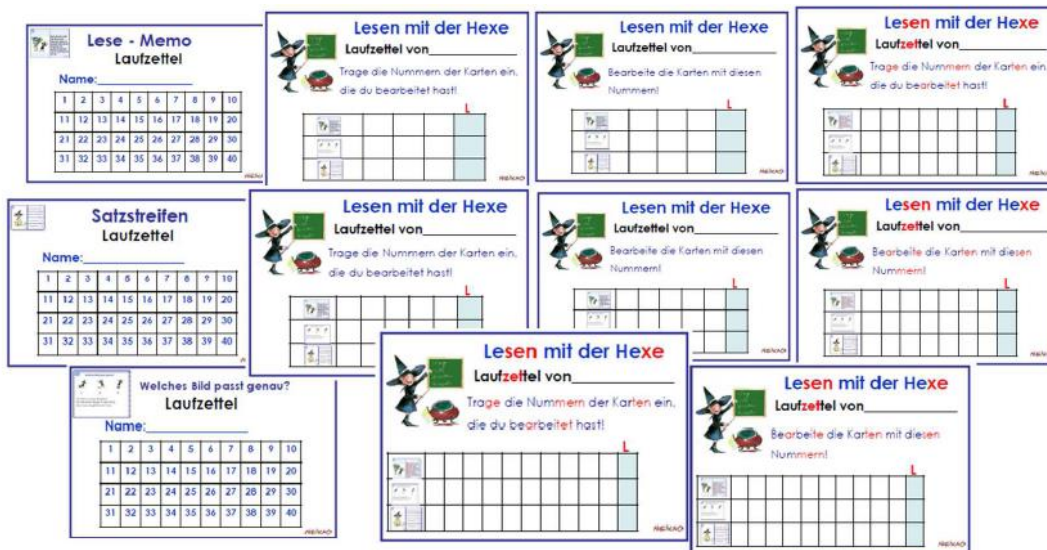 Lese - Memo
Laufzettel
Name:____________
1 2 3 4 5 6 7 8 9 10
11 12 13 14 15 16 17 18 19 20
21 22 23 24 25 26 27 28 29 30
31 32 33 34 35 36 37 38 39 40
Lesen mit der Hexe
Laufzettel von____________
Trage die Nummern der Karten ein,
die du bearbeitet hast!
L
Lesen mit der Hexe
Laufzettel von____________
Bearbeite die Karten mit diesen
Nummern!
L
Lesen mit der Hexe
Laufzettel von____________
Trage die Nummern der Karten ein,
die du bearbeitet hast!
L
Satzstreifen
Laufzettel
Name:____________
1 2 3 4 5 6 7 8 9 10
11 12 13 14 15 16 17 18 19 20
21 22 23 24 25 26 27 28 29 30
31 32 33 34 35 36 37 38 39 40
Lesen mit der Hexe
Laufzettel von____________
Trage die Nummern der Karten ein,
die du bearbeitet hast!
L
Lesen mit der Hexe
Laufzettel von____________
Bearbeite die Karten mit diesen
Nummern!
L
Lesen mit der Hexe
Laufzettel von____________
Bearbeite die Karten mit diesen
Nummern!
L
Welches Bild passt genau?
Laufzettel
Name:____________
1 2 3 4 5 6 7 8 9 10
11 12 13 14 15 16 17 18 19 20
21 22 23 24 25 26 27 28 29 30
31 32 33 34 35 36 37 38 39 40
Lesen mit der Hexe
Laufzettel von____________
Trage die Nummern der Karten ein,
die du bearbeitet hast!
L
Lesen mit der Hexe
Laufzettel von____________
Bearbeite die Karten mit diesen
Nummern!
L